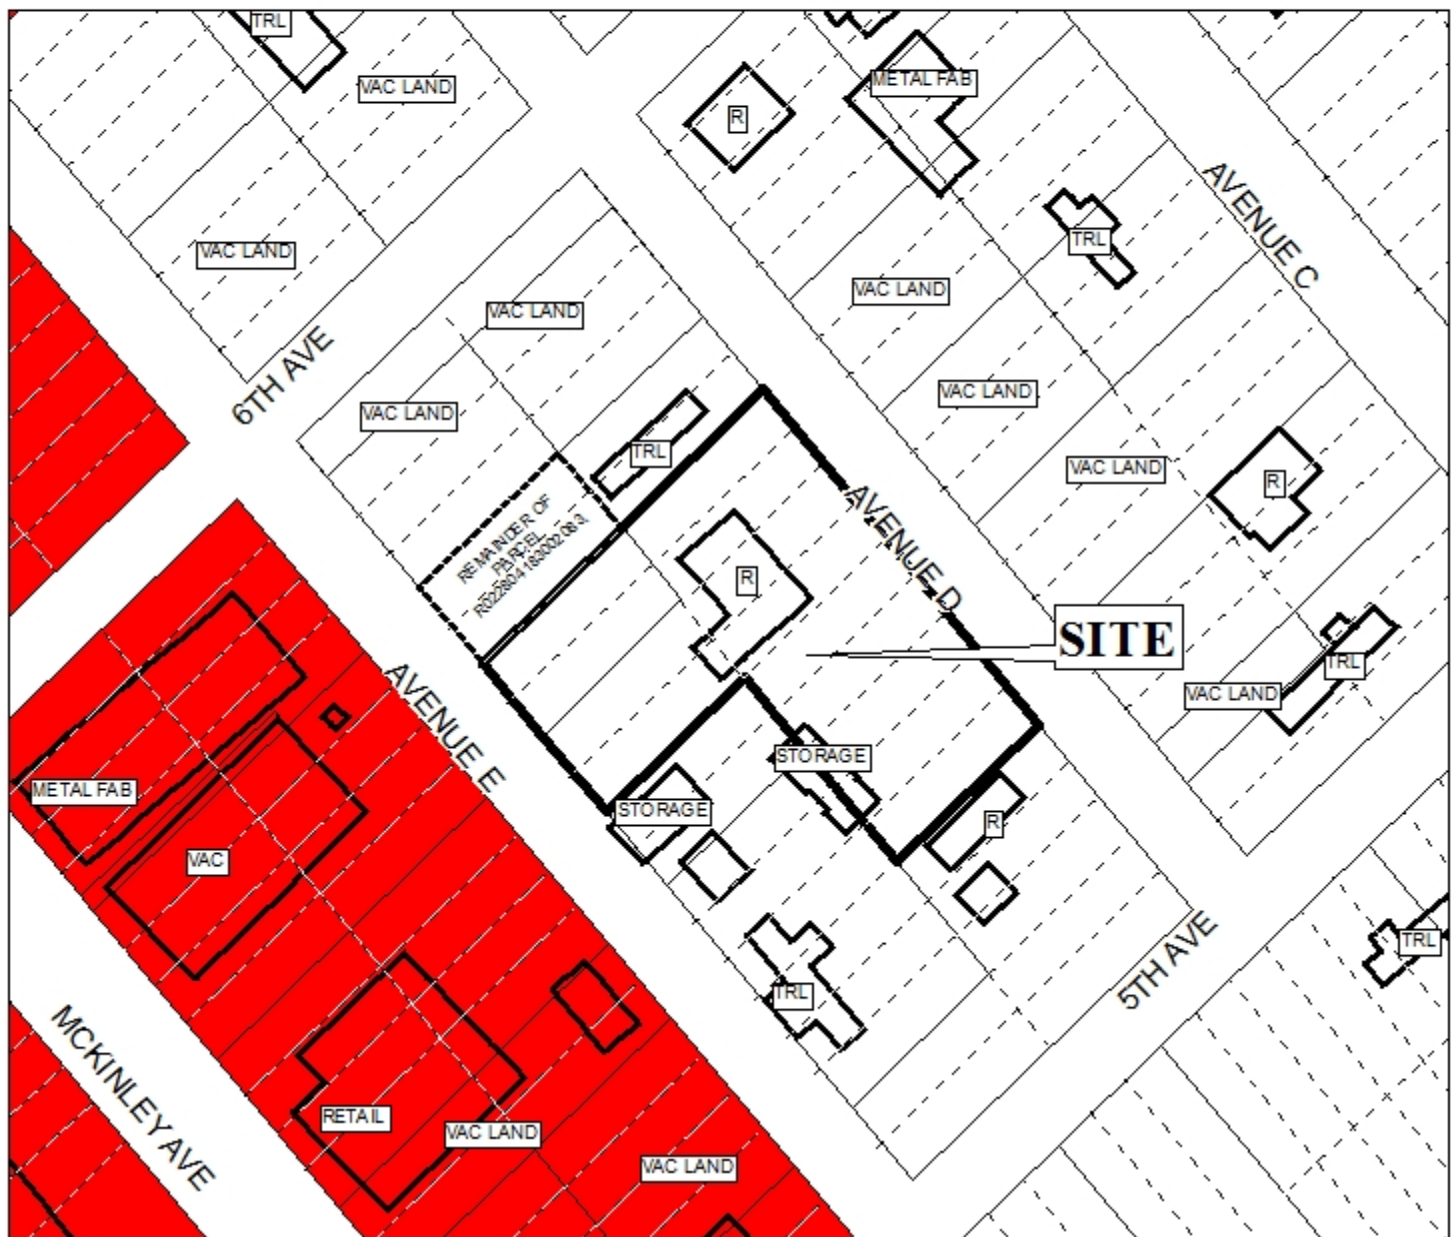 TRL
VAC LAND
METAL FAB
R
AVENUE C
TRL
VAC LAND
VAC LAND
VAC LAND
6TH AVE
VAC LAND
VAC LAND
TRL
VAC LAND
R
REMAINDER OF
PARCEL
AVENUE D
R
SITE
TRL
VAC LAND
AVENUE E
STORAGE
STORAGE
METAL FAB
R
VAC
TRL
5TH AVE
TRL
MCKINLEY AVE
RETAIL
VAC LAND
VAC LAND